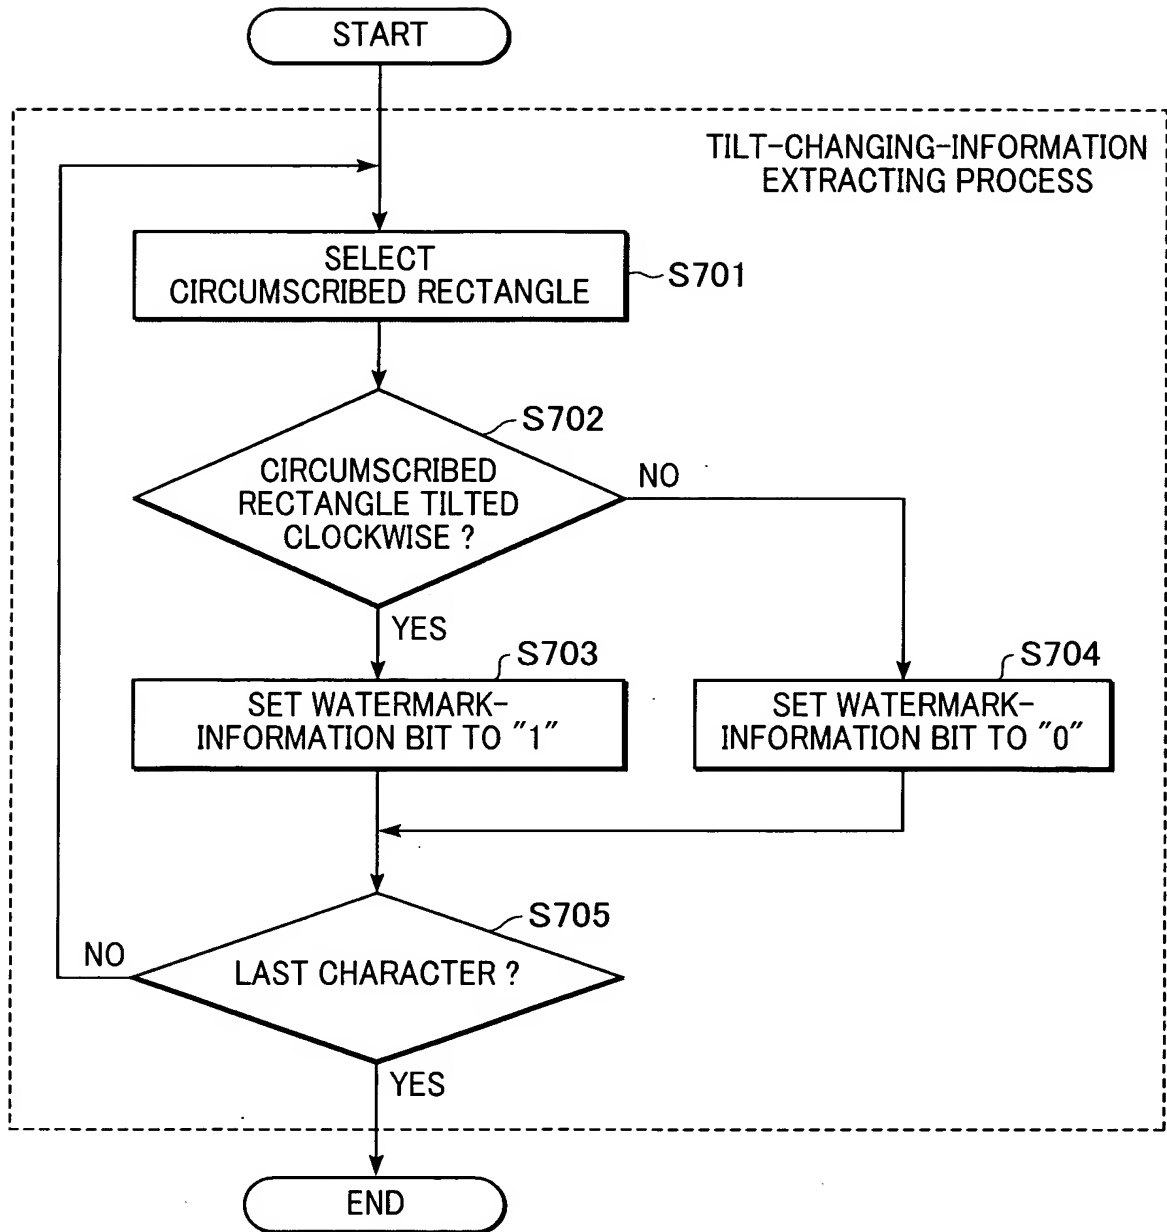 START
TILT-CHANGING-INFORMATION
EXTRACTING PROCESS
SELECT
CIRCUMSCRIBED RECTANGLE
S701
S702
CIRCUMSCRIBED
RECTANGLE TILTED
CLOCKWISE ?
NO
YES
S703
S704
SET WATERMARK-
INFORMATION BIT TO "1"
SET WATERMARK-
INFORMATION BIT TO "0"
S705
NO
LAST CHARACTER ?
YES
END